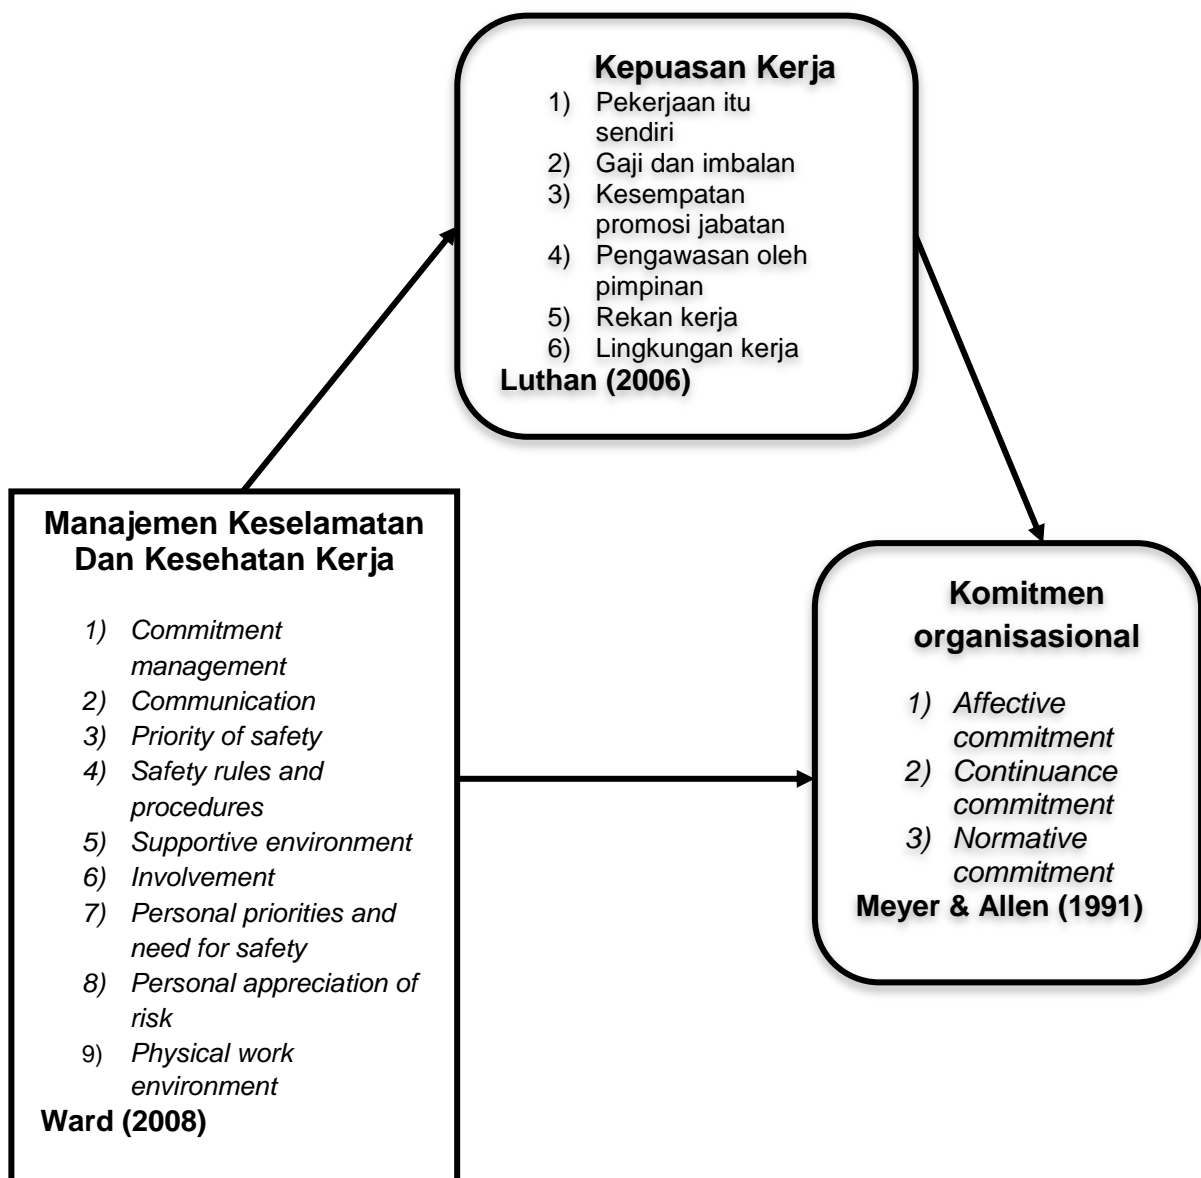 Kepuasan Kerja
1) Pekerjaan itu
sendiri
2) Gaji dan imbalan
3) Kesempatan
promosi jabatan
4) Pengawasan oleh
pimpinan
5) Rekan kerja
6) Lingkungan kerja
Luthan (2006)
Manajemen Keselamatan
Dan Kesehatan Kerja
1) Commitment
management
2) Communication
3) Priority of safety
4) Safety rules and
procedures
5) Supportive environment
6) Involvement
7) Personal priorities and
need for safety
8) Personal appreciation of
risk
9) Physical work
environment
Ward (2008)
Komitmen
organisasional
1) Affective
commitment
2) Continuance
commitment
3) Normative
commitment
Meyer & Allen (1991)